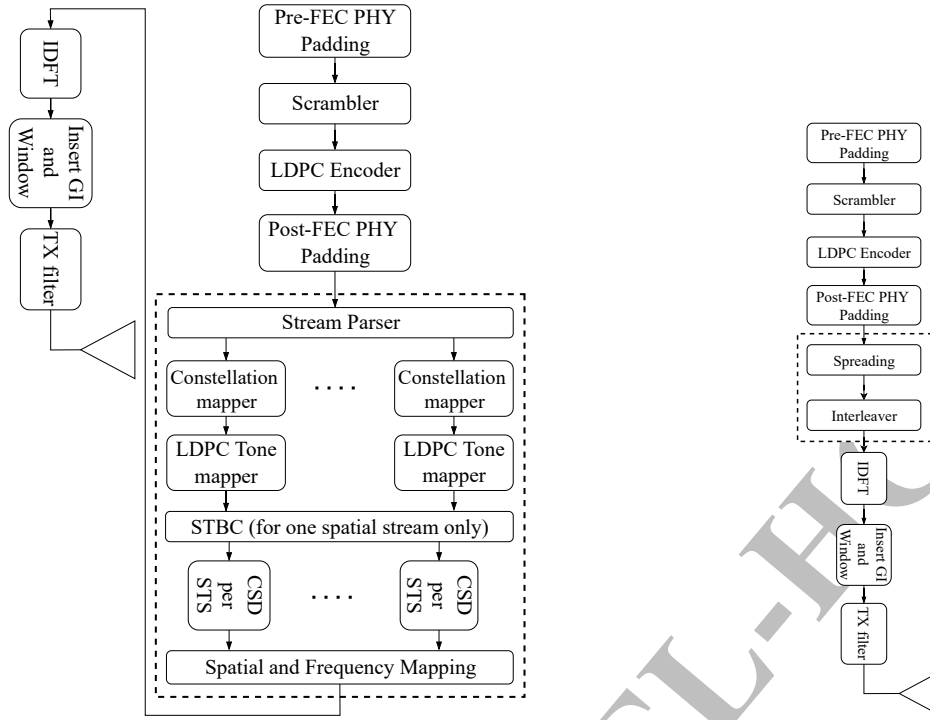 IDFT
Insert GI
and
Window
TX filter
Pre-FEC PHY
Padding
Scrambler
LDPC Encoder
Post-FEC PHY
Padding
Stream Parser
Constellation
mapper
. . . .
Constellation
mapper
LDPC Tone
mapper
LDPC Tone
mapper
STBC (for one spatial stream only)
CSD
per
STS
. . . .
CSD
per
STS
Spatial and Frequency Mapping
Pre-FEC PHY
Padding
Scrambler
LDPC Encoder
Post-FEC PHY
Padding
Spreading
Interleaver
IDFT
Insert GI
and
Window
TX filter